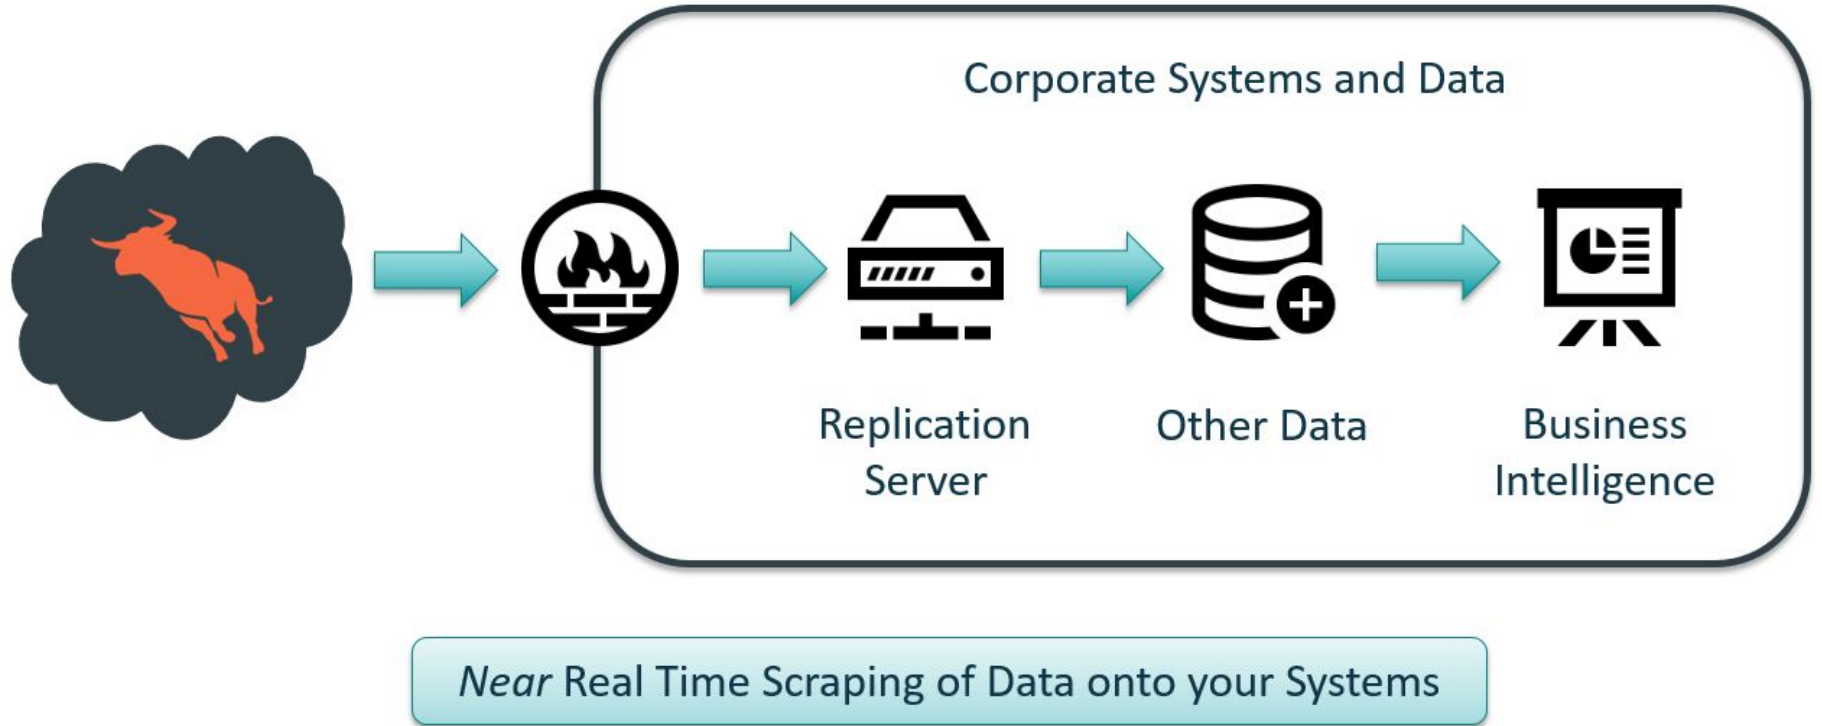 Corporate Systems and Data
Replication
Server
Other Data
Business
Intelligence
Near Real Time Scraping of Data onto your Systems